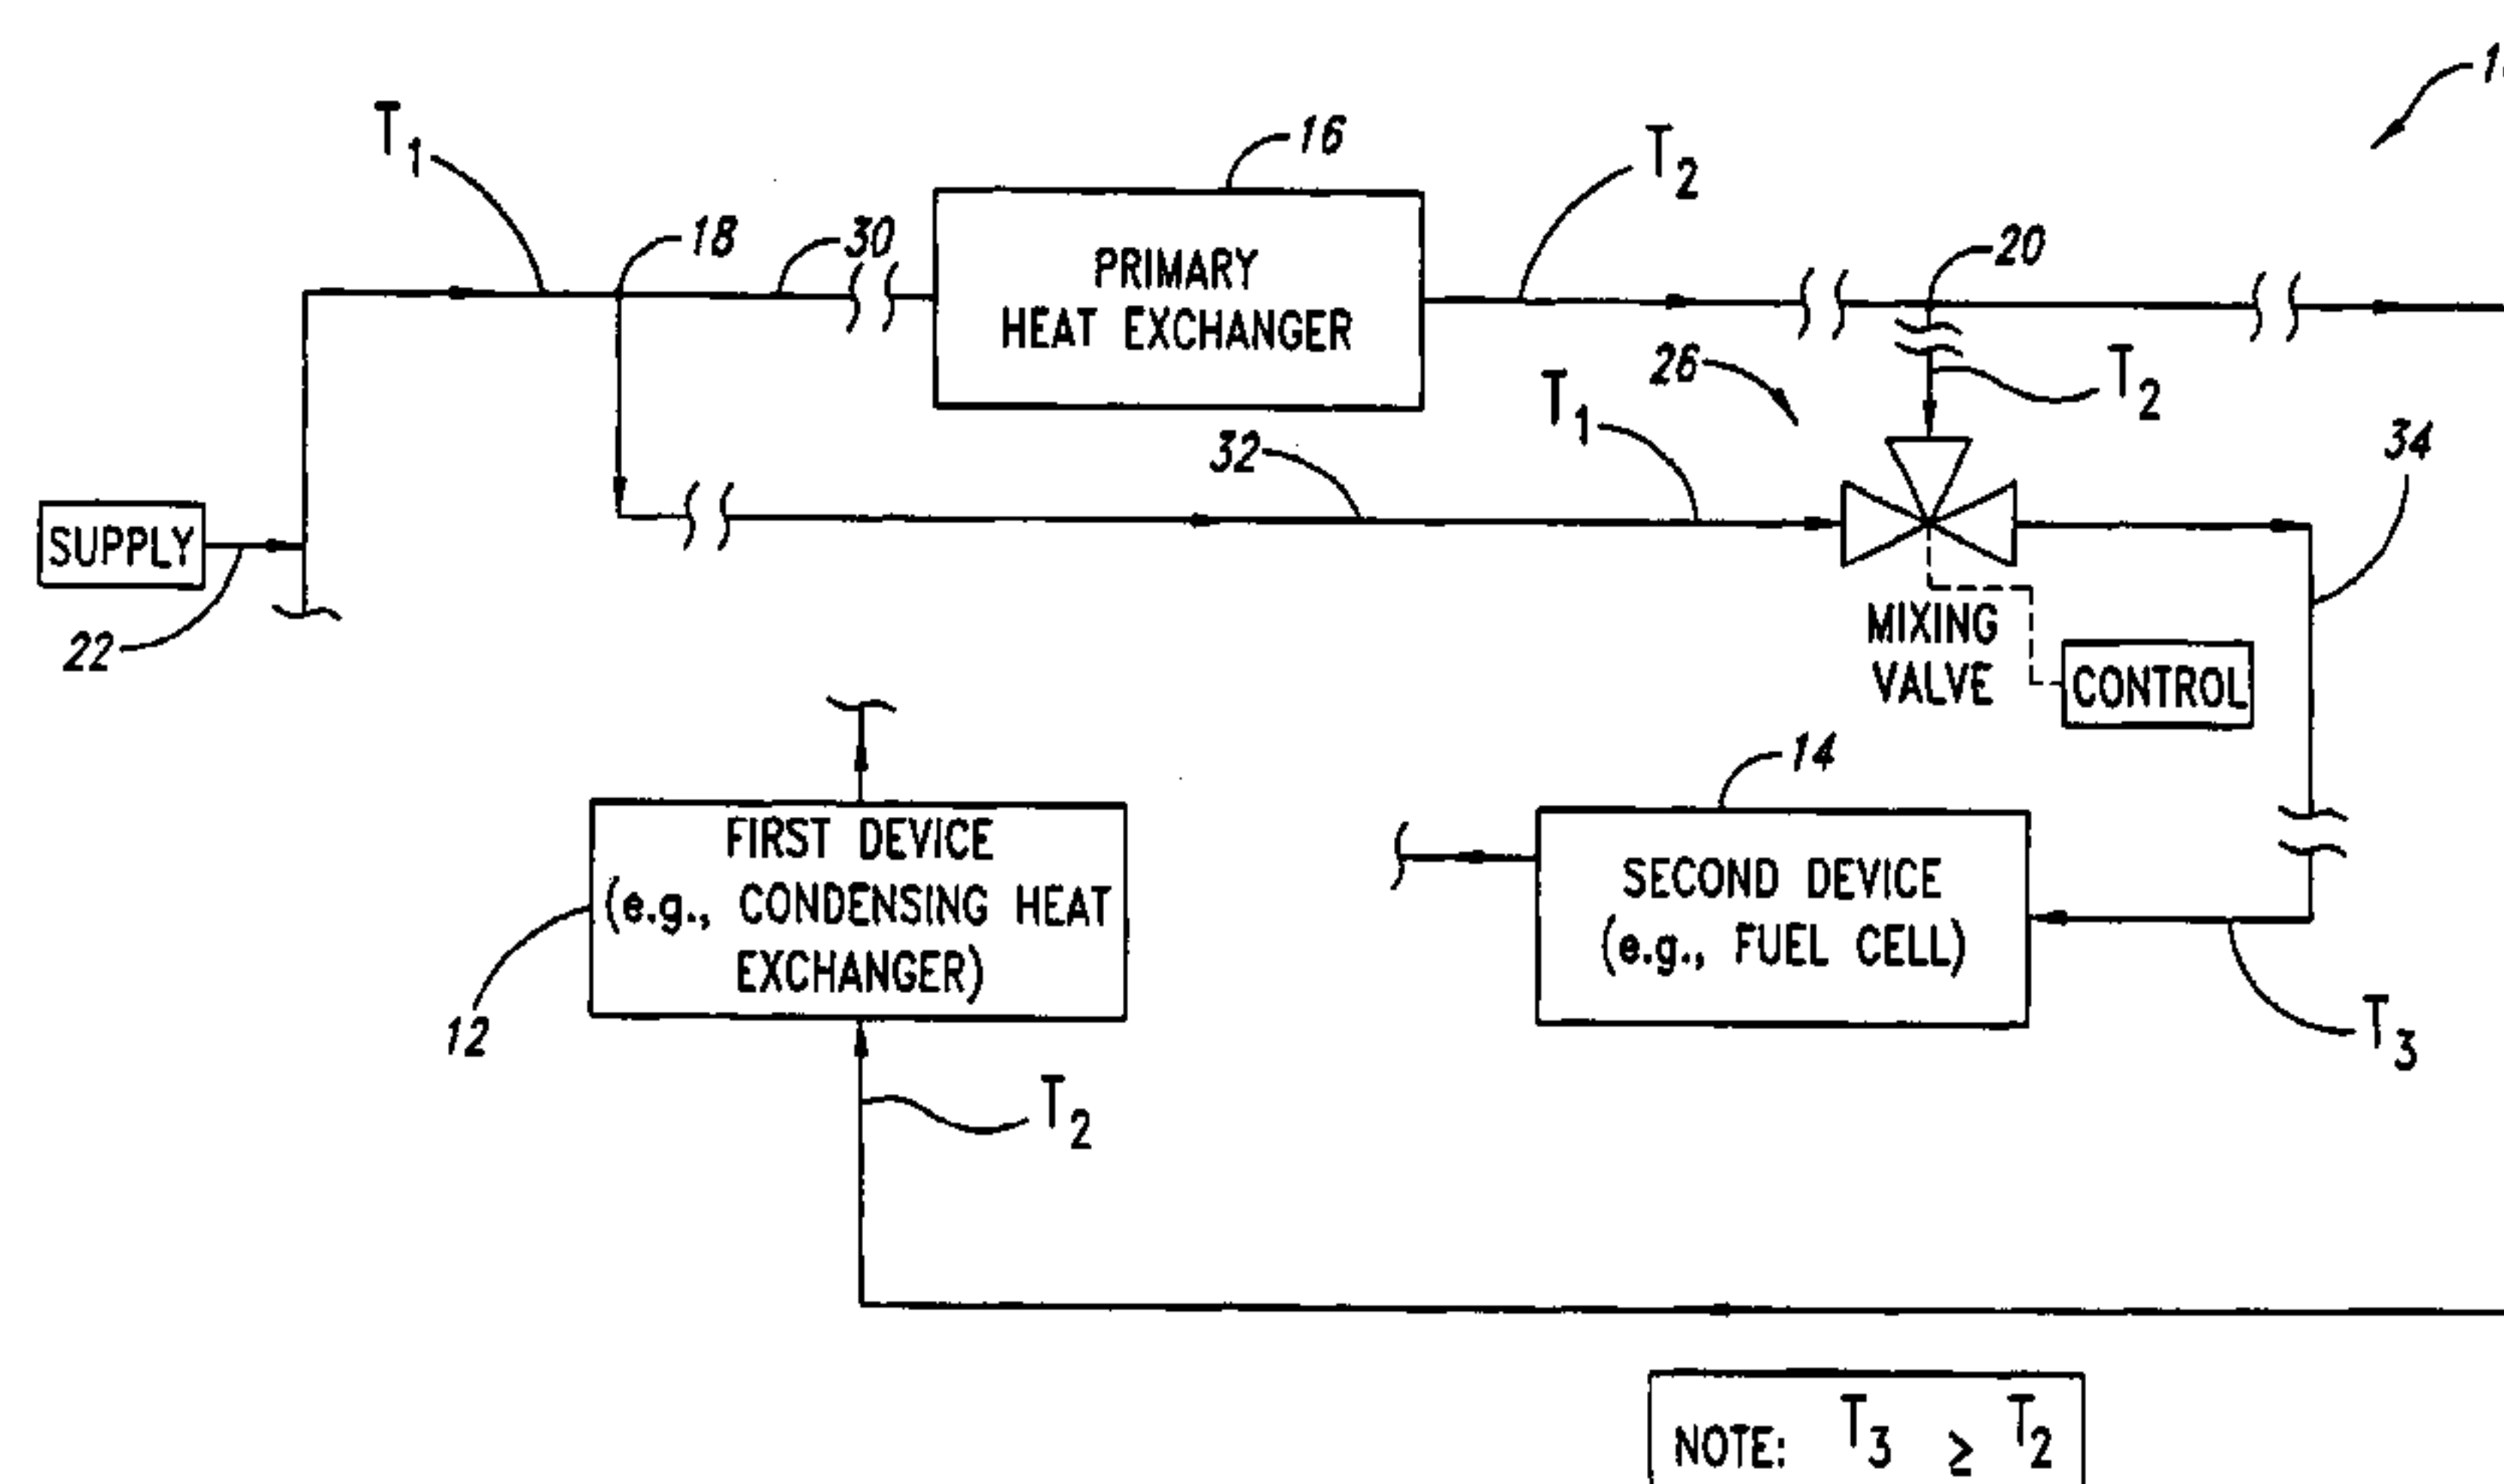 T1
16
T2
18
30
20
PRIMARY
HEAT EXCHANGER
26
T1
T2
32
34
SUPPLY
22
MIXING
VALVE
CONTROL
14
FIRST DEVICE
(e.g., CONDENSING HEAT
EXCHANGER)
SECOND DEVICE
(e.g., FUEL CELL)
12
T3
T2
NOTE: T3 ≥ T2